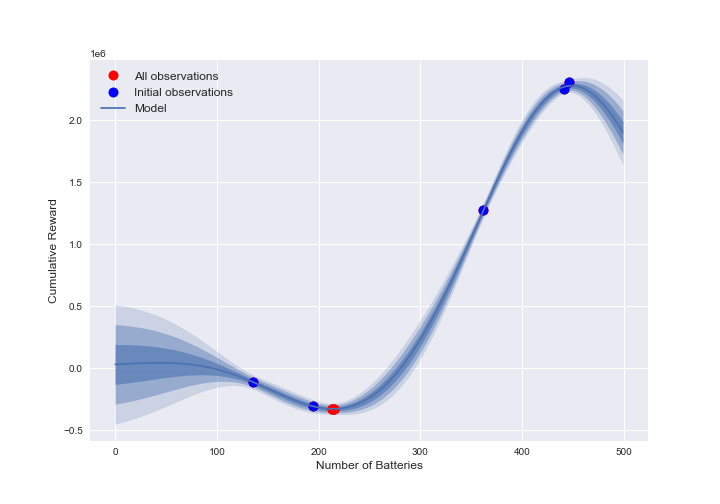 1e6
All observations
Initial observations
Model
2.0
1.5
1.0
0.5
0.0
−0.5
0 100 200 300 400 500
Number of Batteries
Cumulative Reward